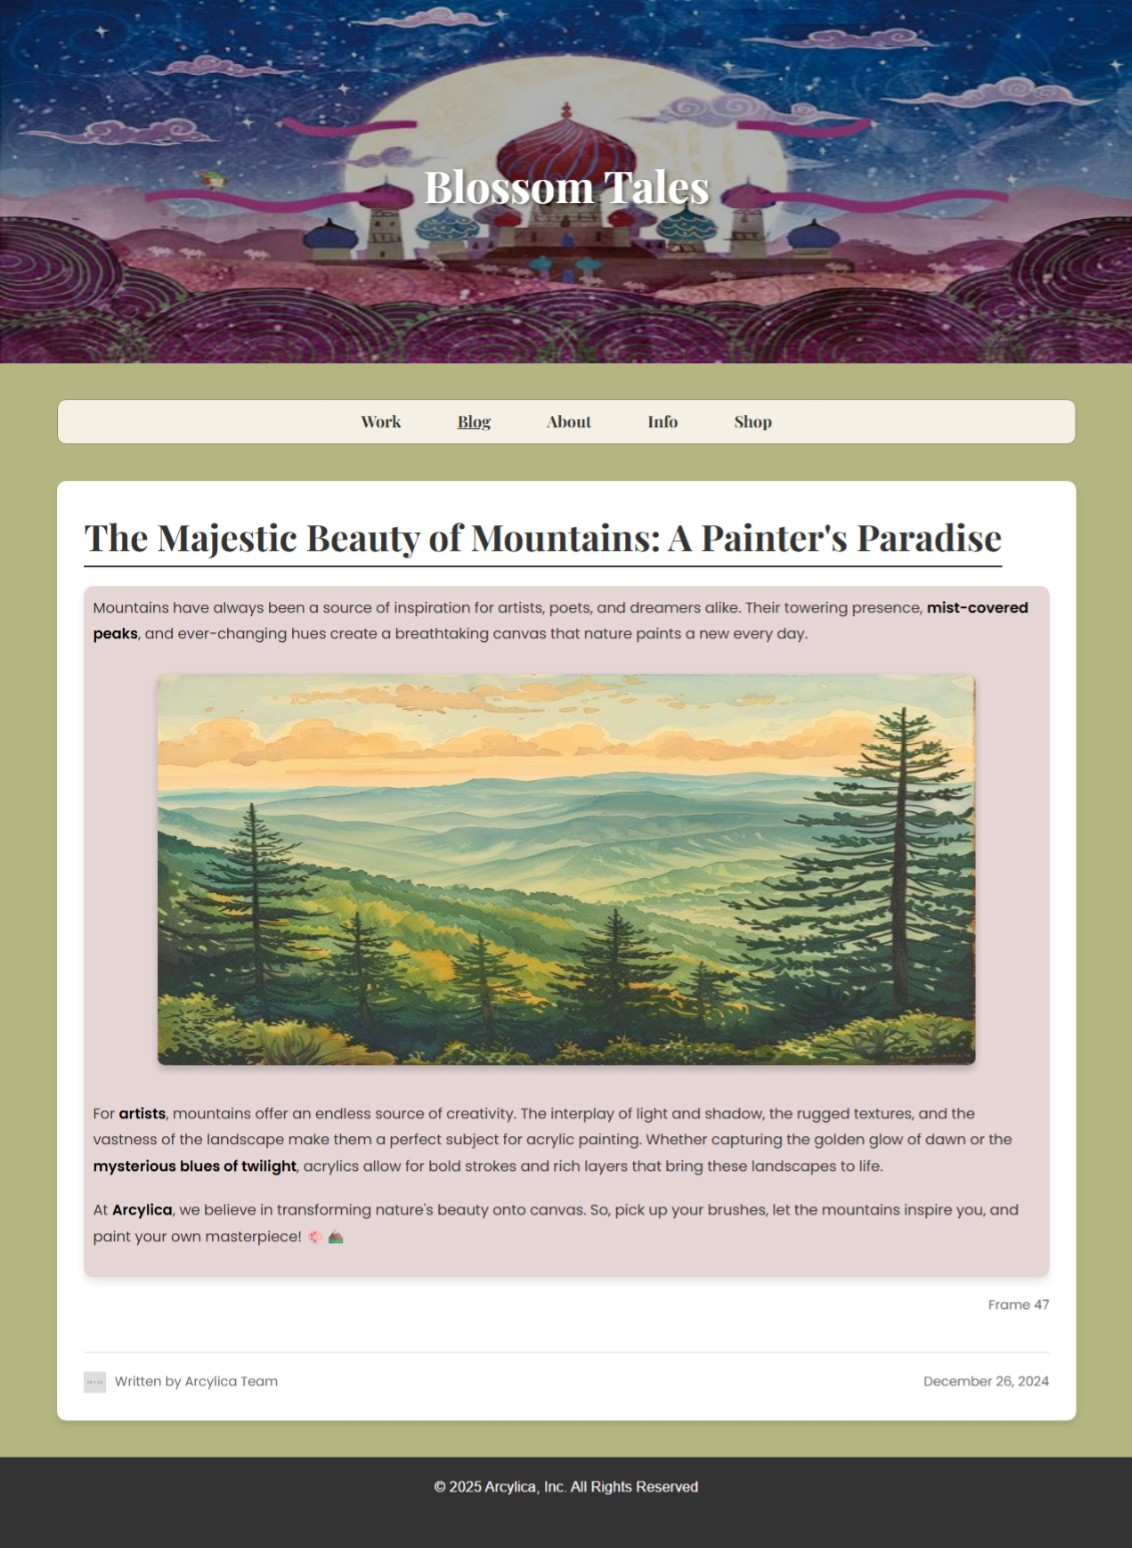 Blossom Tales
Work Blog About Info Shop
The Majestic Beauty of Mountains: A Painter's Paradise
Mountains have always been a source of inspiration for artists, poets, and dreamers alike. Their towering presence, mist-covered
peaks, and ever-changing hues create a breathtaking canvas that nature paints a new every day.
For artists, mountains offer an endless source of creativity. The interplay of light and shadow, the rugged textures, and the
vastness of the landscape make them a perfect subject for acrylic painting. Whether capturing the golden glow of dawn or the
mysterious blues of twilight, acrylics allow for bold strokes and rich layers that bring these landscapes to life.
At Arcylica, we believe in transforming nature's beauty onto canvas. So, pick up your brushes, let the mountains inspire you, and
paint your own masterpiece! 🎨 ⛰️
Frame 47
Written by Arcylica Team
December 26, 2024
© 2025 Arcylica, Inc. All Rights Reserved